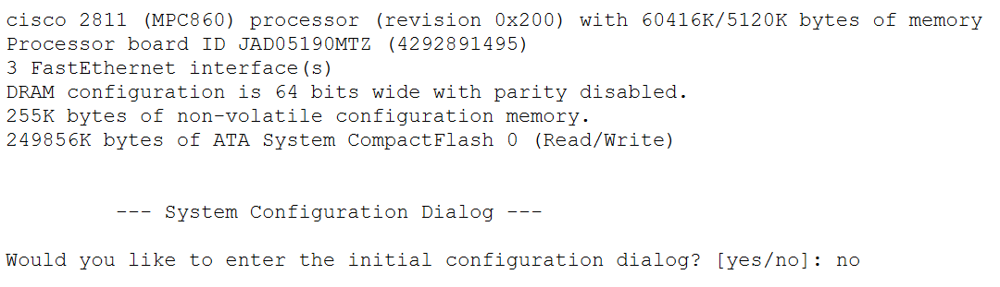 cisco 2811 (MPC860) processor (revision 0x200) with 60416K/5120K bytes of memory
Processor board ID JAD05190MTZ (4292891495)
3 FastEthernet interface(s)
DRAM configuration is 64 bits wide with parity disabled.
255K bytes of non-volatile configuration memory.
249856K bytes of ATA System CompactFlash 0 (Read/Write)
--- System Configuration Dialog ---
Would you like to enter the initial configuration dialog? [yes/no]: no